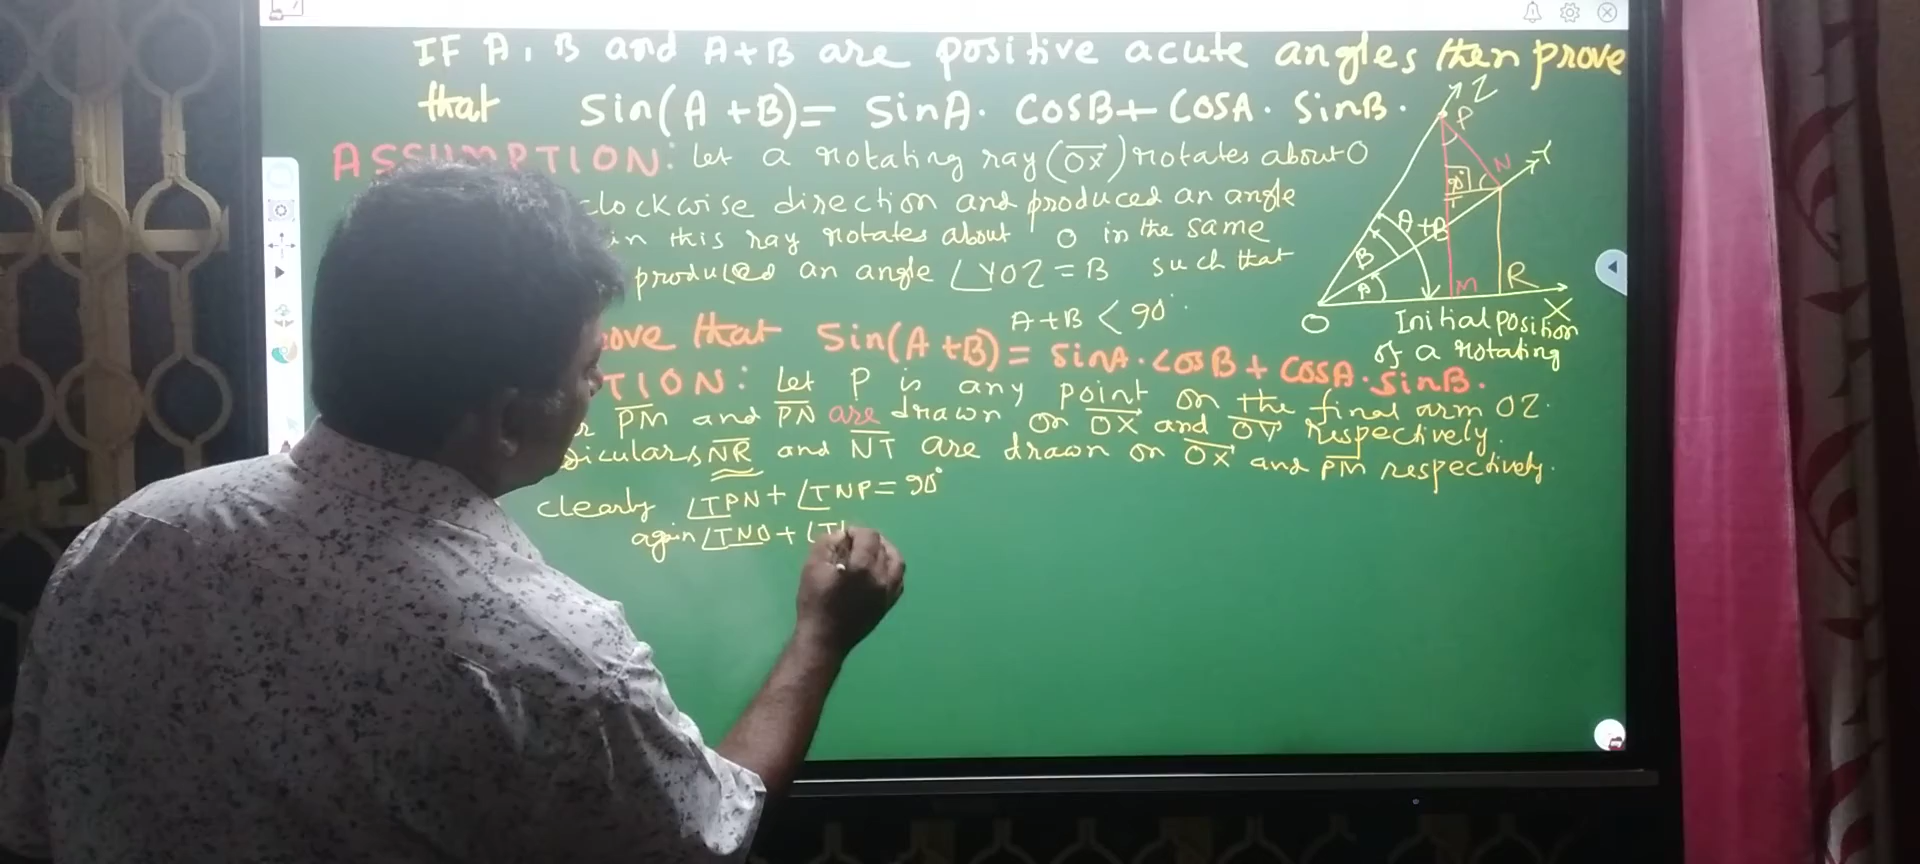 IF A, B and A+B are positive acute angles then prove
that Sin(A+B) = SinA. CosB + CosA. SinB.
ASSUMPTION: Let a rotating ray (OX) rotates about O
clockwise direction and produced an angle
in this ray rotates about O in the same
produced an angle ∠YOZ = B such that
A+B < 90°
ove that Sin(A+B) = SinA.CosB + CosA.SinB.
TION: Let P is any point on the final arm OZ.
PM and PN are drawn on OX and OY respectively.
iculars NR and NT are drawn on OX and PM respectively.
clearly ∠TPN + ∠TNP = 90°
again ∠TNO +
Z
P
N
Y
90°
T
A+B
B
A
M
R
X
O
Initial position
of a rotating